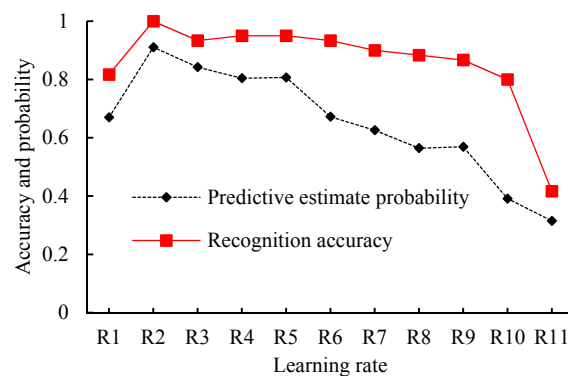 Accuracy and probability
1
0.8
0.6
0.4
0.2
0
Predictive estimate probability
Recognition accuracy
R1 R2 R3 R4 R5 R6 R7 R8 R9 R10 R11
Learning rate